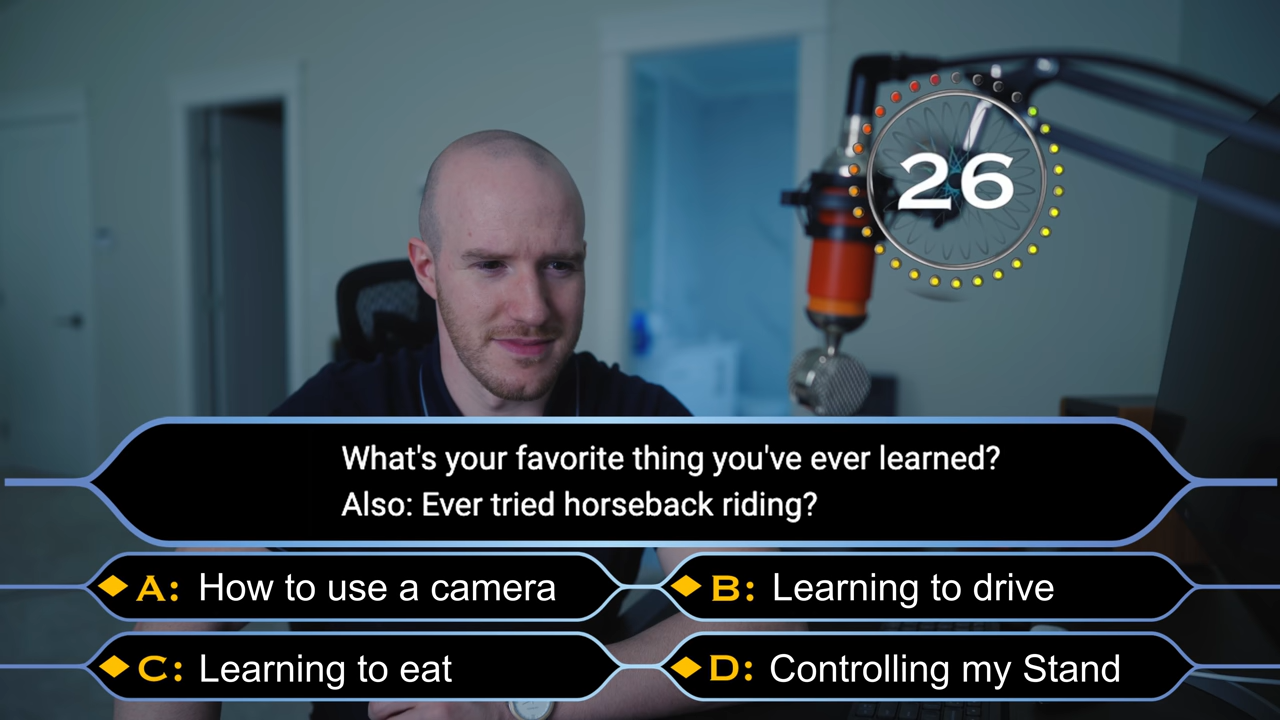 26
What's your favorite thing you've ever learned?
Also: Ever tried horseback riding?
A: How to use a camera
B: Learning to drive
C: Learning to eat
D: Controlling my Stand